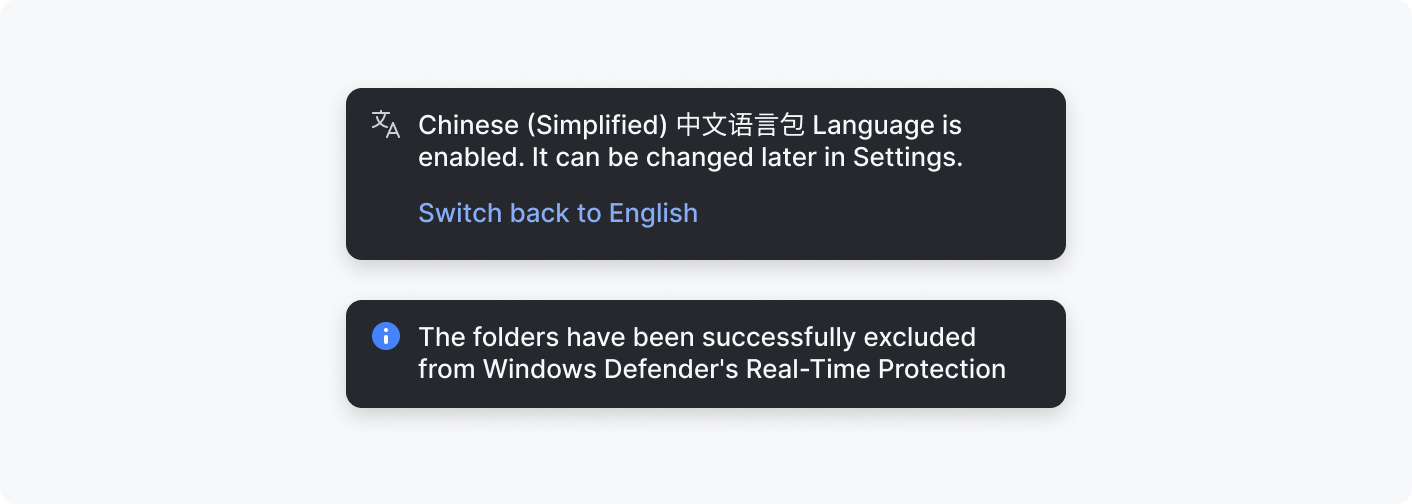 Chinese (Simplified) 中文语言包 Language is
enabled. It can be changed later in Settings.
Switch back to English
The folders have been successfully excluded
from Windows Defender's Real-Time Protection